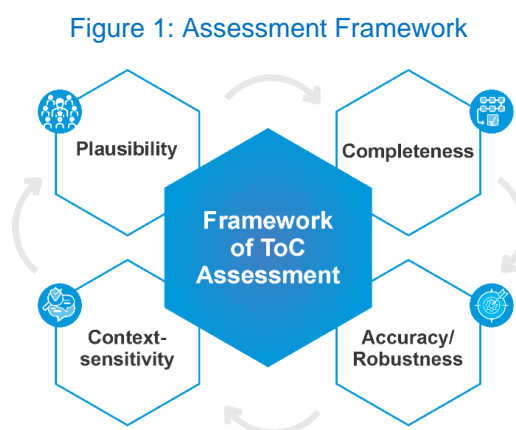 Figure 1: Assessment Framework
Plausibility
Completeness
Framework
of ToC
Assessment
Context-
sensitivity
Accuracy/
Robustness